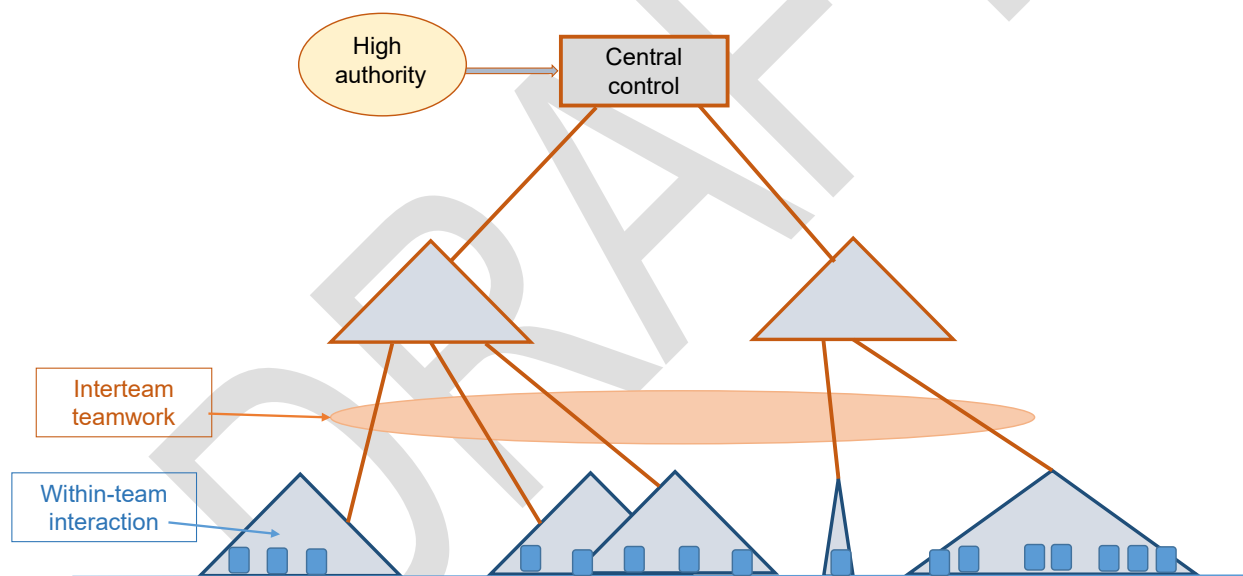 High
authority
Central
control
Interteam
teamwork
Within-team
interaction
DRAFT